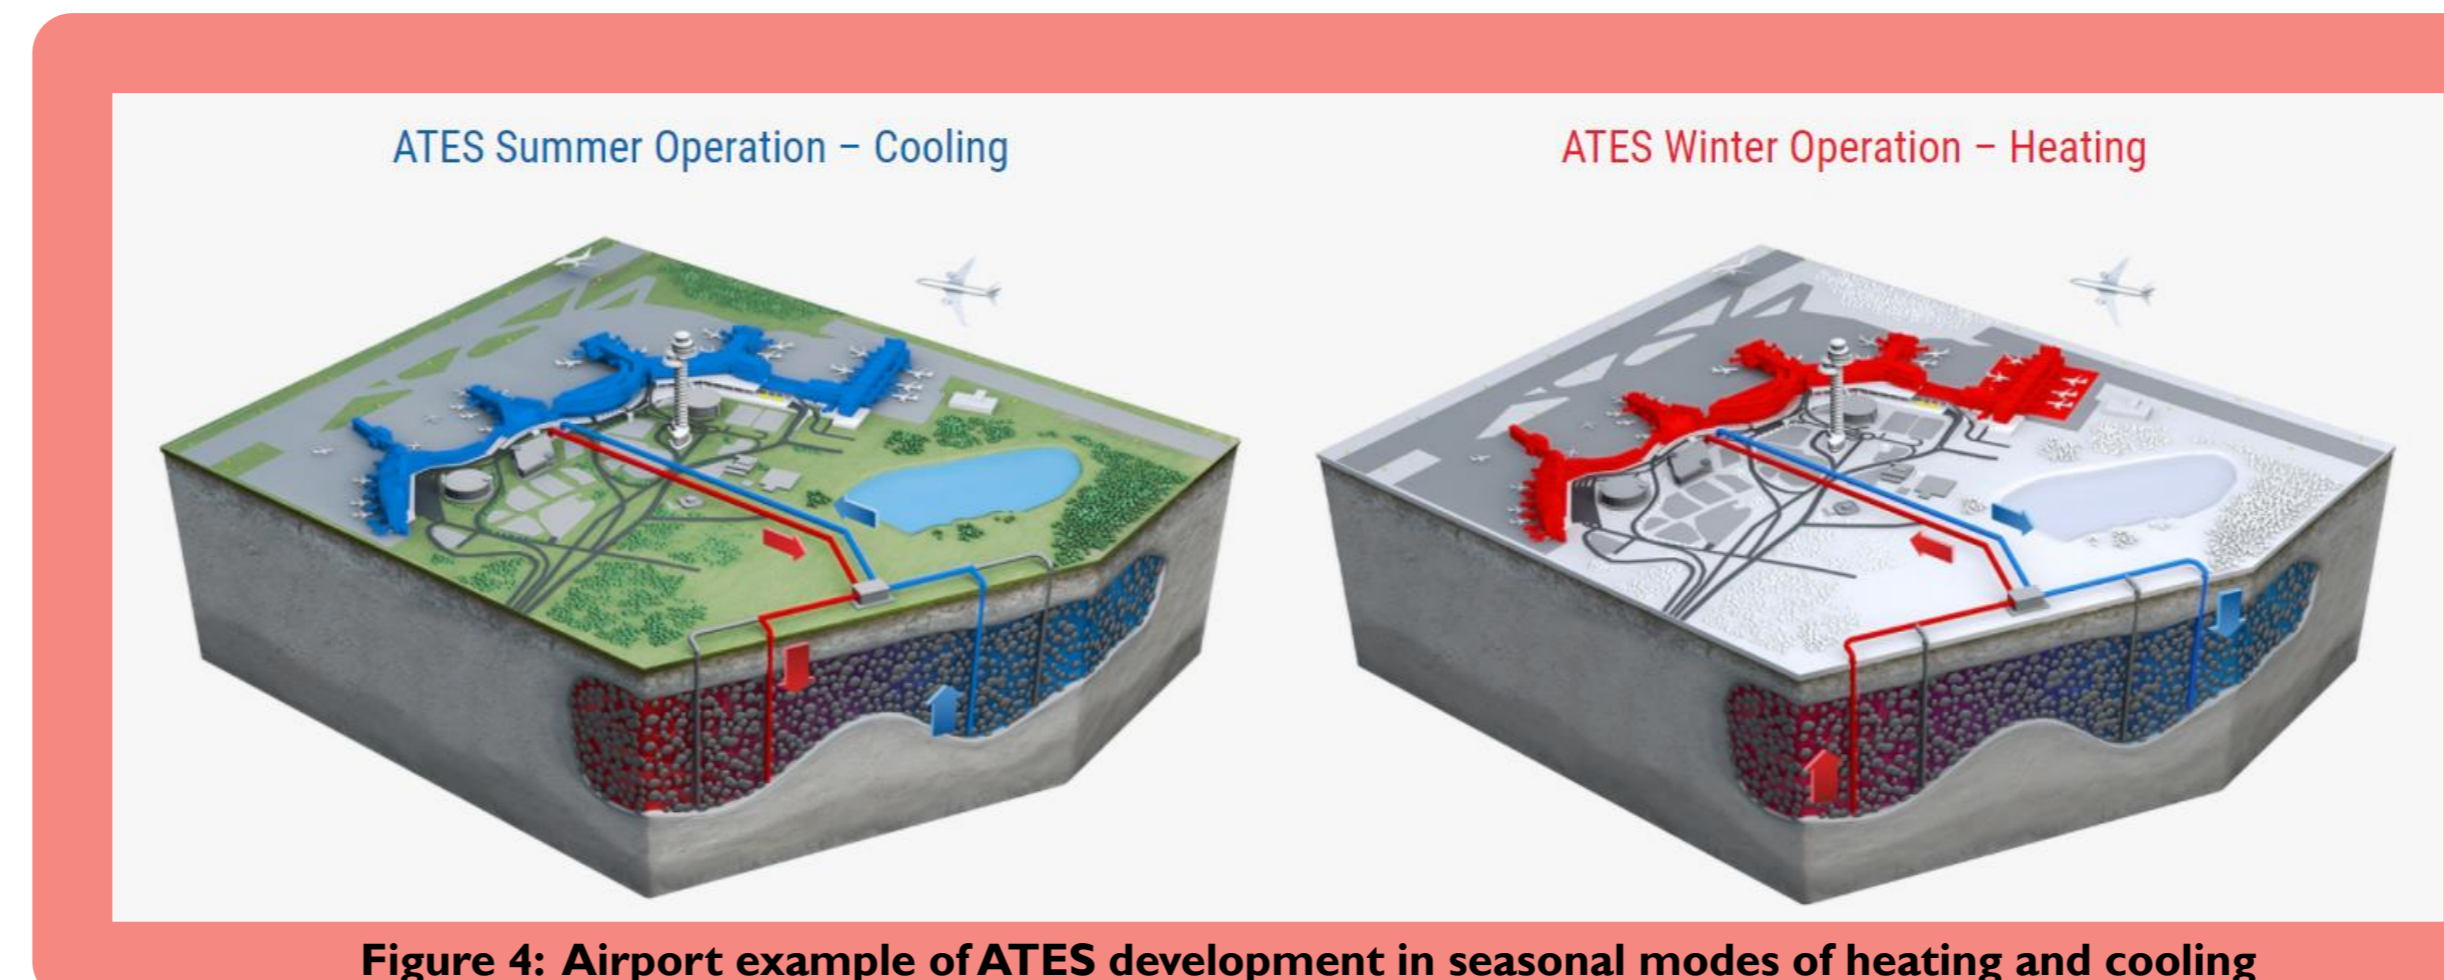 ATES Summer Operation – Cooling
ATES Winter Operation – Heating
Figure 4: Airport example of ATES development in seasonal modes of heating and cooling